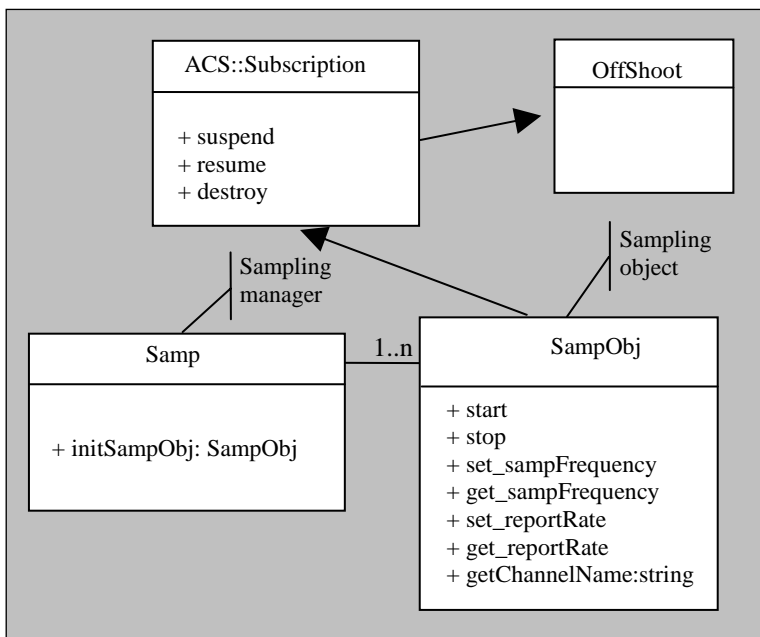 ACS::Subscription
+ suspend
+ resume
+ destroy
OffShoot
Sampling
manager
Sampling
object
Samp
+ initSampObj: SampObj
1..n
SampObj
+ start
+ stop
+ set_sampFrequency
+ get_sampFrequency
+ set_reportRate
+ get_reportRate
+ getChannelName:string